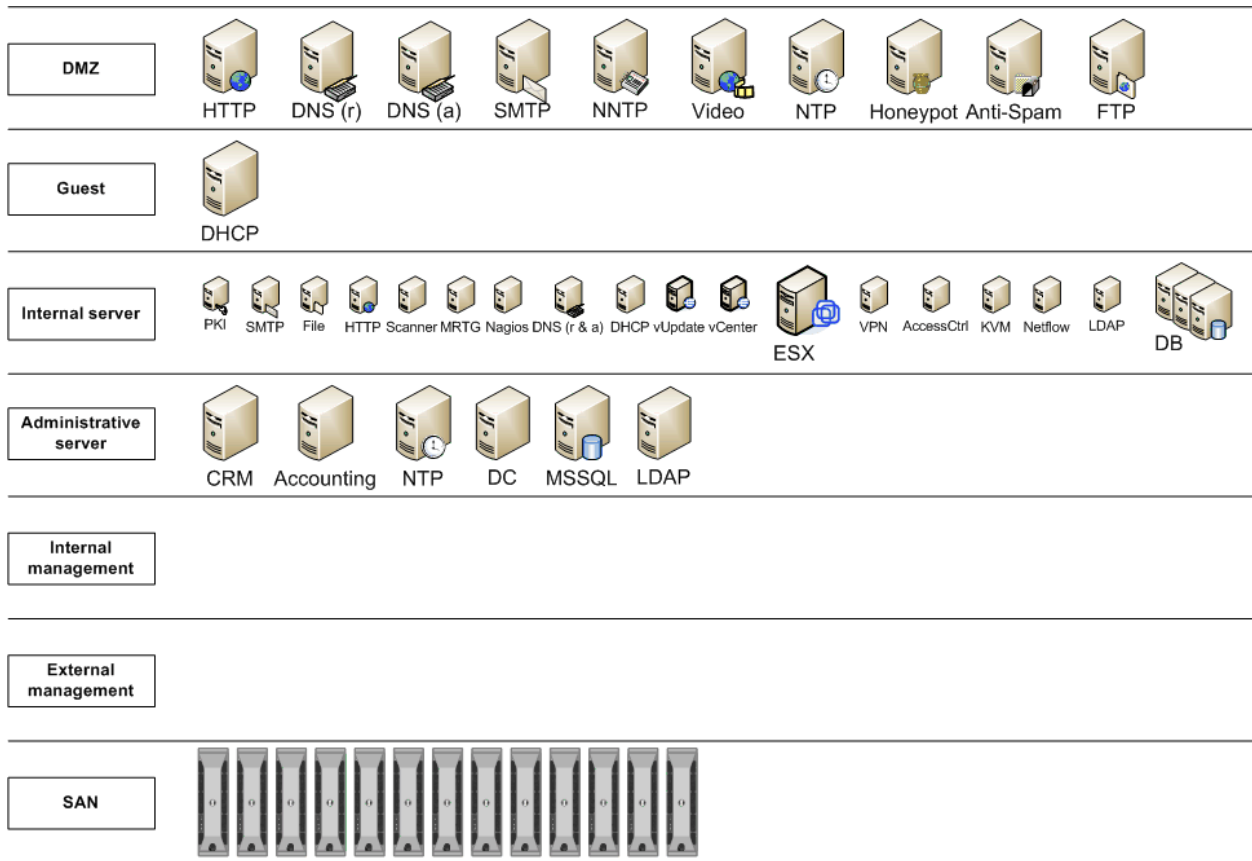 DMZ
HTTP DNS (r) DNS (a) SMTP NNTP Video NTP Honeypot Anti-Spam FTP
Guest
DHCP
Internal server
PKI SMTP File HTTP Scanner MRTG Nagios DNS (r & a) DHCP vUpdate vCenter ESX VPN AccessCtrl KVM Netflow LDAP DB
Administrative
server
CRM Accounting NTP DC MSSQL LDAP
Internal
management
External
management
SAN